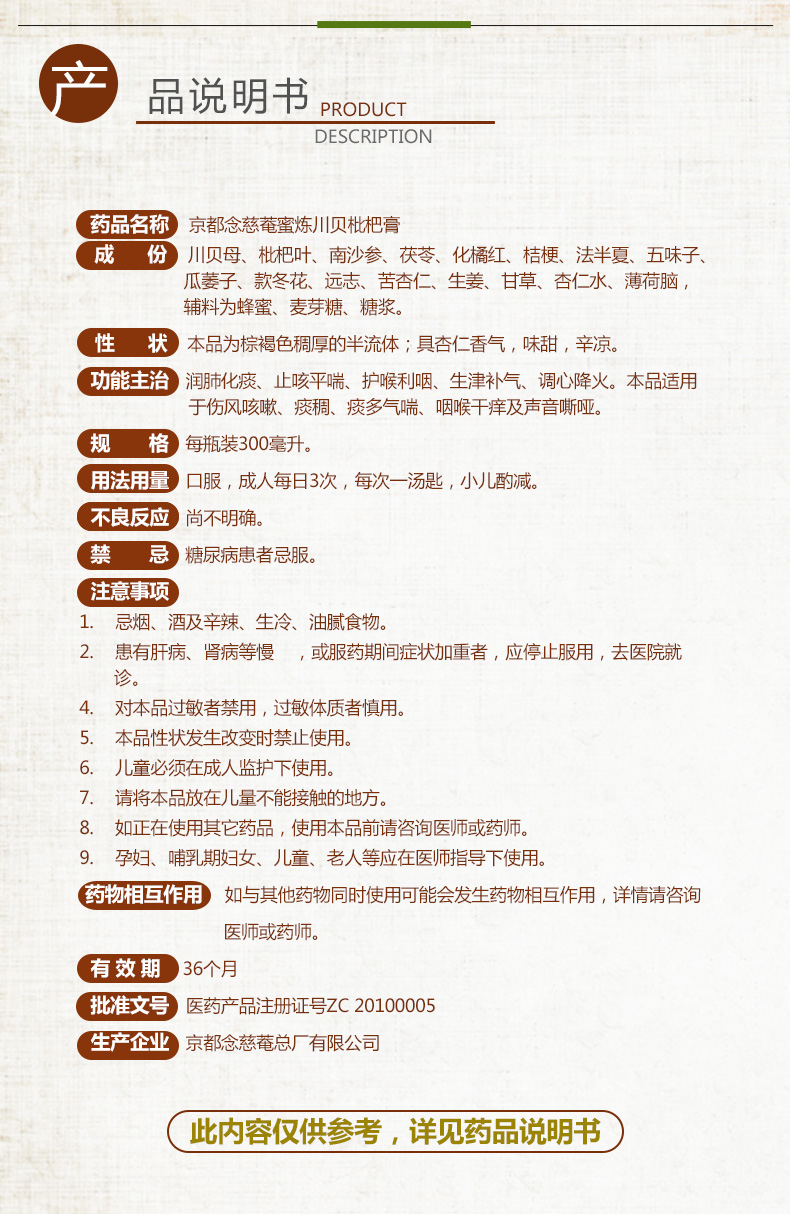 产品说明书 PRODUCT
DESCRIPTION
药品名称 京都念慈菴蜜炼川贝枇杷膏
成 份 川贝母、枇杷叶、南沙参、茯苓、化橘红、桔梗、法半夏、五味子、
瓜蒌子、款冬花、远志、苦杏仁、生姜、甘草、杏仁水、薄荷脑，
辅料为蜂蜜、麦芽糖、糖浆。
性 状 本品为棕褐色稠厚的半流体；具杏仁香气，味甜，辛凉。
功能主治 润肺化痰、止咳平喘、护喉利咽、生津补气、调心降火。本品适用
于伤风咳嗽、痰稠、痰多气喘、咽喉干痒及声音嘶哑。
规 格 每瓶装300毫升。
用法用量 口服，成人每日3次，每次一汤匙，小儿酌减。
不良反应 尚不明确。
禁 忌 糖尿病患者忌服。
注意事项
1. 忌烟、酒及辛辣、生冷、油腻食物。
2. 患有肝病、肾病等慢 ，或服药期间症状加重者，应停止服用，去医院就
诊。
4. 对本品过敏者禁用，过敏体质者慎用。
5. 本品性状发生改变时禁止使用。
6. 儿童必须在成人监护下使用。
7. 请将本品放在儿量不能接触的地方。
8. 如正在使用其它药品，使用本品前请咨询医师或药师。
9. 孕妇、哺乳期妇女、儿童、老人等应在医师指导下使用。
药物相互作用 如与其他药物同时使用可能会发生药物相互作用，详情请咨询
医师或药师。
有效期 36个月
批准文号 医药产品注册证号ZC 20100005
生产企业 京都念慈菴总厂有限公司
此内容仅供参考，详见药品说明书